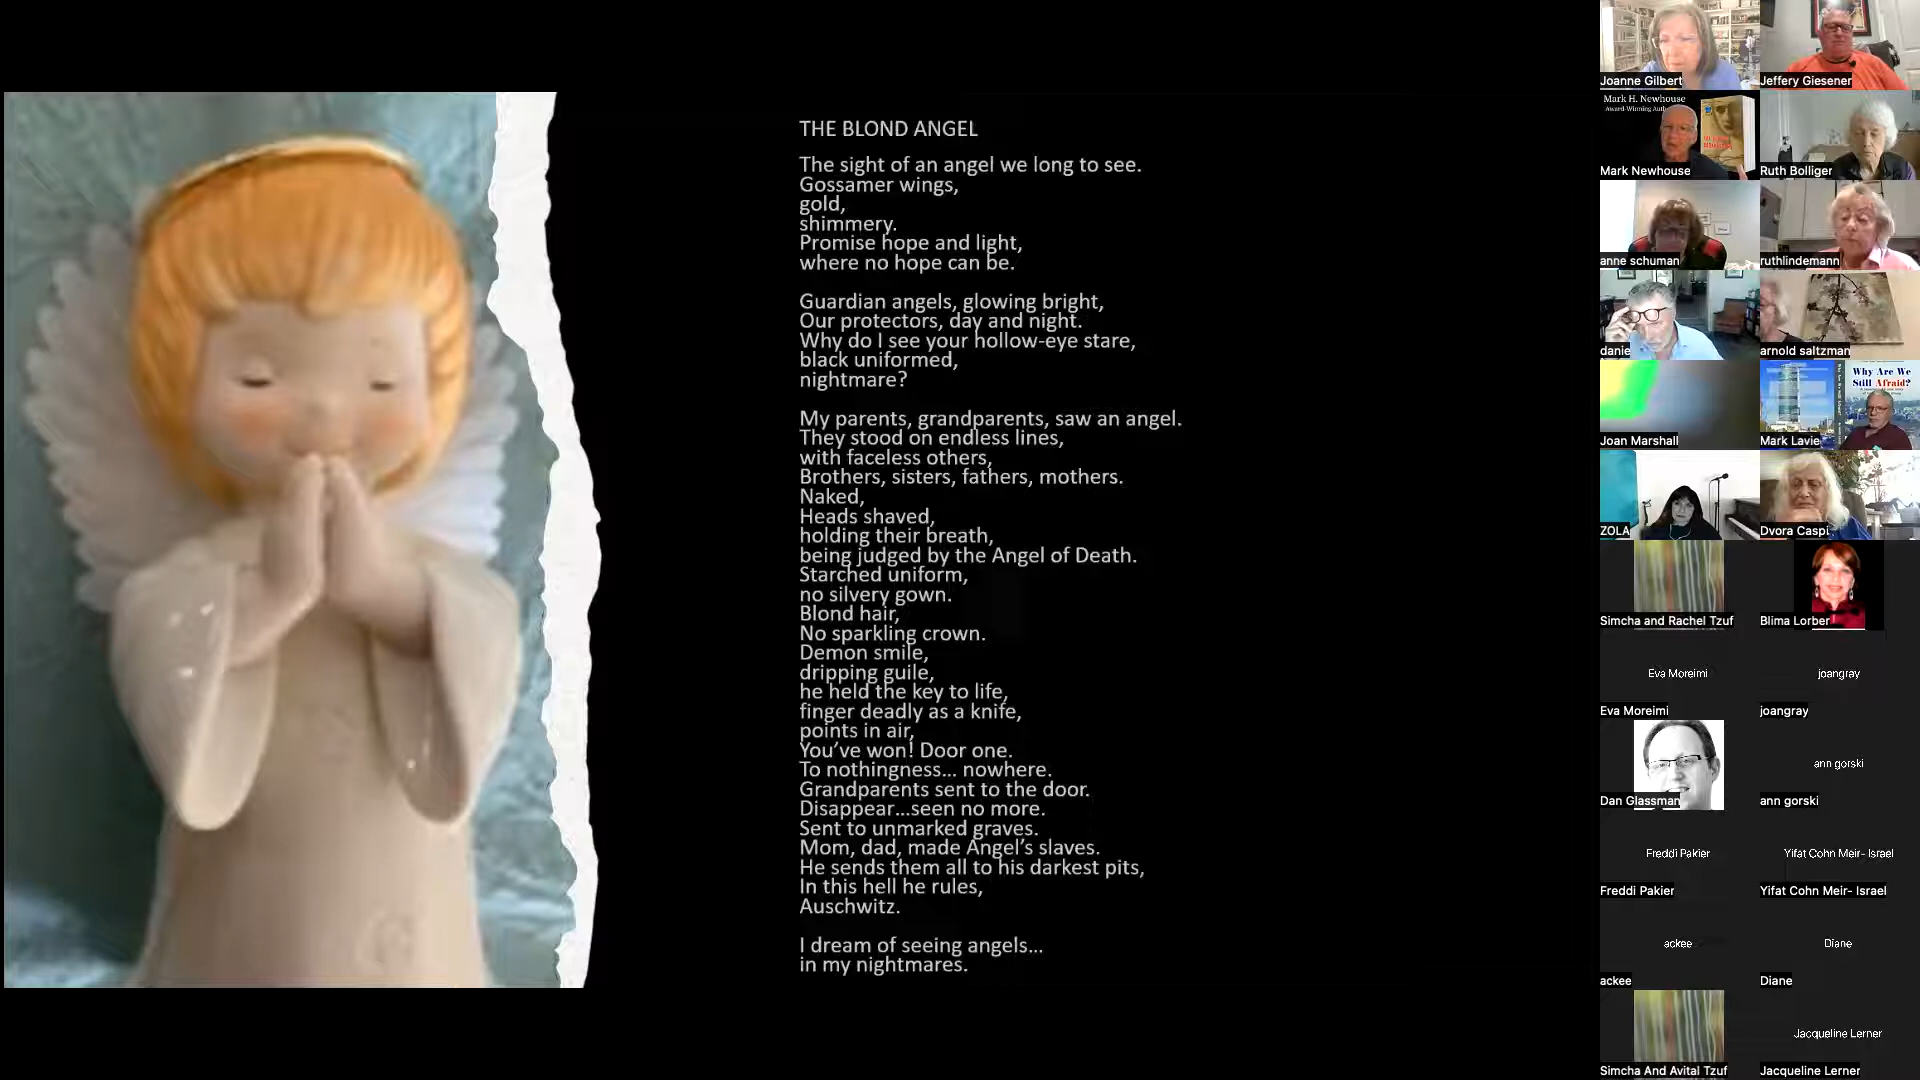 THE BLOND ANGEL
The sight of an angel we long to see.
Gossamer wings,
gold,
shimmery.
Promise hope and light,
where no hope can be.
Guardian angels, glowing bright,
Our protectors, day and night.
Why do I see your hollow-eye stare,
black uniformed,
nightmare?
My parents, grandparents, saw an angel.
They stood on endless lines,
with faceless others,
Brothers, sisters, fathers, mothers.
Naked,
Heads shaved,
holding their breath,
being judged by the Angel of Death.
Starched uniform,
no silvery gown.
Blond hair,
No sparkling crown.
Demon smile,
dripping guile,
he held the key to life,
finger deadly as a knife,
points in air,
You’ve won! Door one.
To nothingness… nowhere.
Grandparents sent to the door.
Disappear…seen no more.
Sent to unmarked graves.
Mom, dad, made Angel’s slaves.
He sends them all to his darkest pits,
In this hell he rules,
Auschwitz.
I dream of seeing angels…
in my nightmares.
Joanne Gilbert
Jeffery Giesener
Mark H. Newhouse
Award-Winning
Mark Newhouse
Ruth Bolliger
anne schuman
ruthlindemann
danie
arnold saltzman
Joan Marshall
Why Are We
Still Afraid?
Mark Lavie
ZOLA
Dvora Caspi
Simcha and Rachel Tzuf
Blima Lorber
Eva Moreimi
Eva Moreimi
joangray
joangray
Dan Glassman
ann gorski
ann gorski
Freddi Pakier
Freddi Pakier
Yifat Cohn Meir- Israel
Yifat Cohn Meir- Israel
ackee
ackee
Diane
Diane
Simcha And Avital Tzuf
Jacqueline Lerner
Jacqueline Lerner